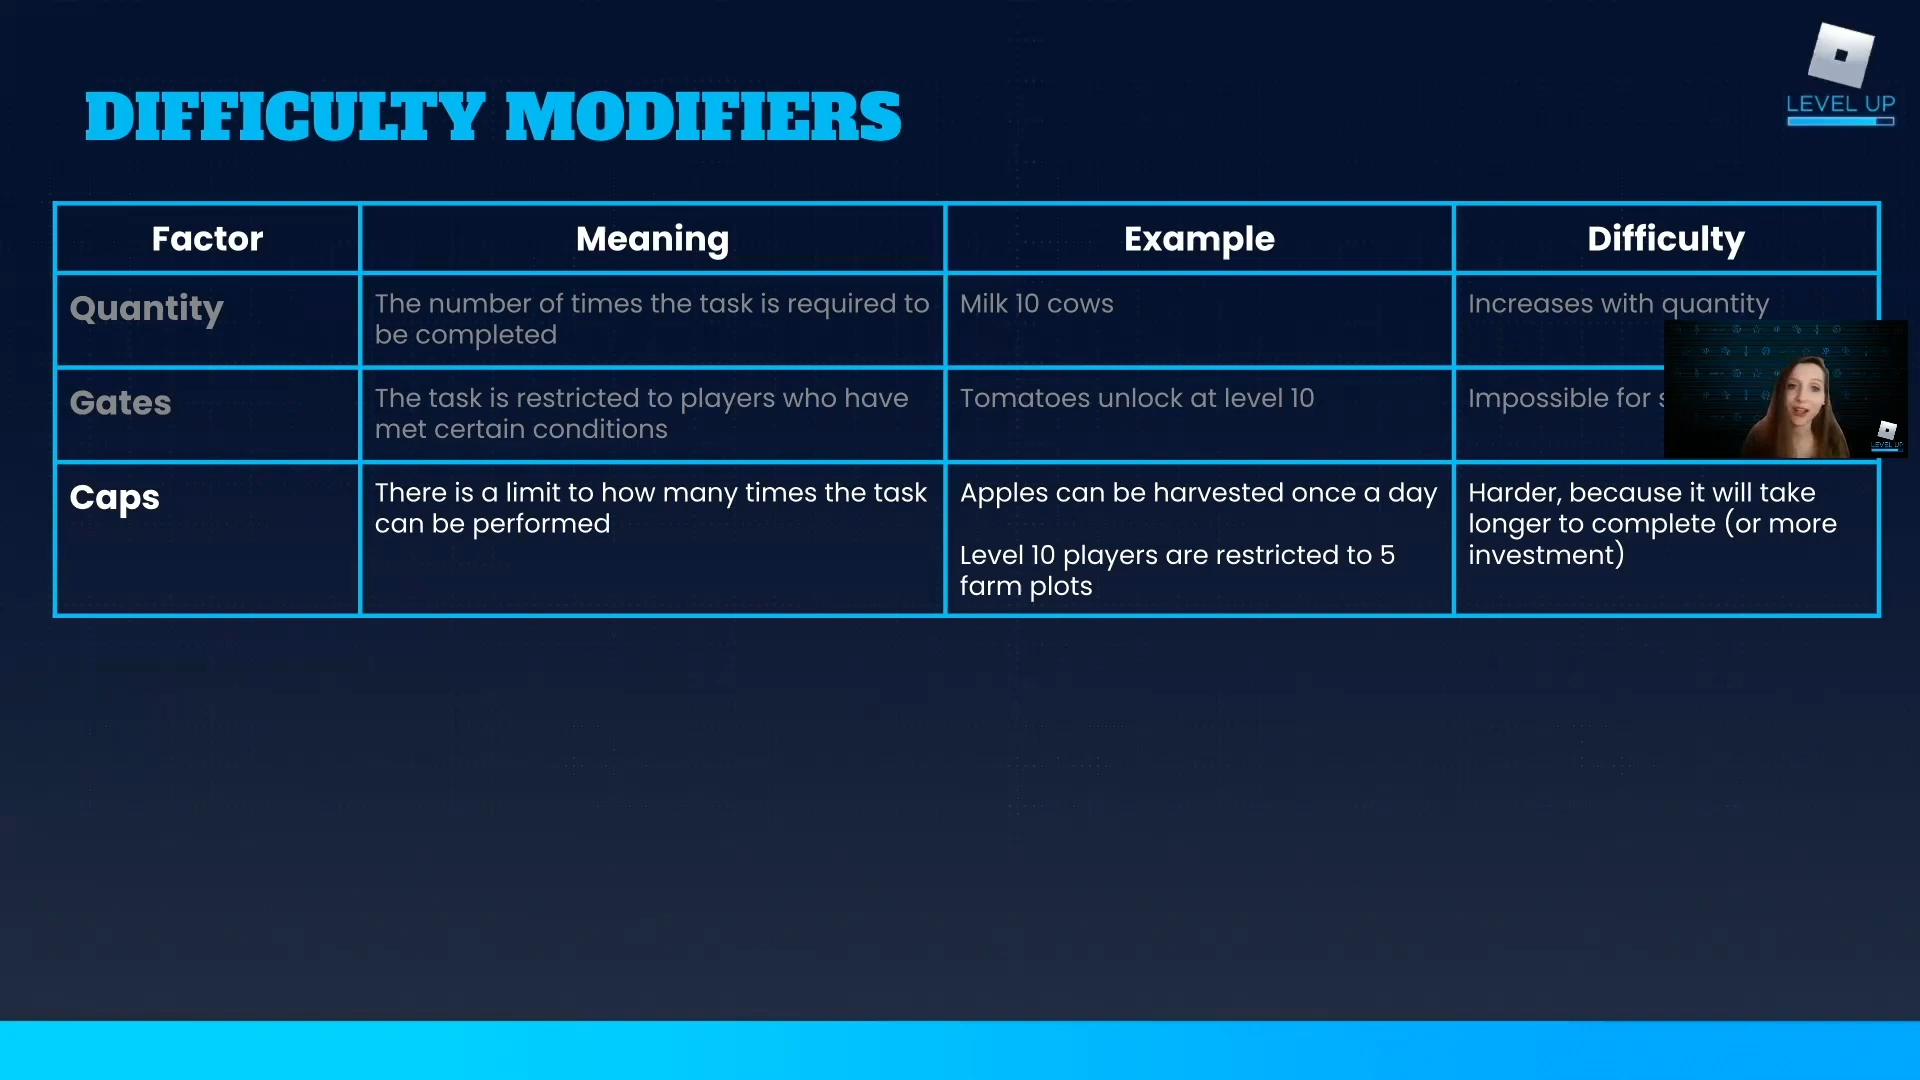 LEVEL UP
DIFFICULTY MODIFIERS
Factor
Meaning
Example
Difficulty
Quantity
The number of times the task is required to
be completed
Milk 10 cows
Increases with quantity
Gates
The task is restricted to players who have
met certain conditions
Tomatoes unlock at level 10
Impossible for
LEVEL UP
Caps
There is a limit to how many times the task
can be performed
Apples can be harvested once a day
Level 10 players are restricted to 5
farm plots
Harder, because it will take
longer to complete (or more
investment)